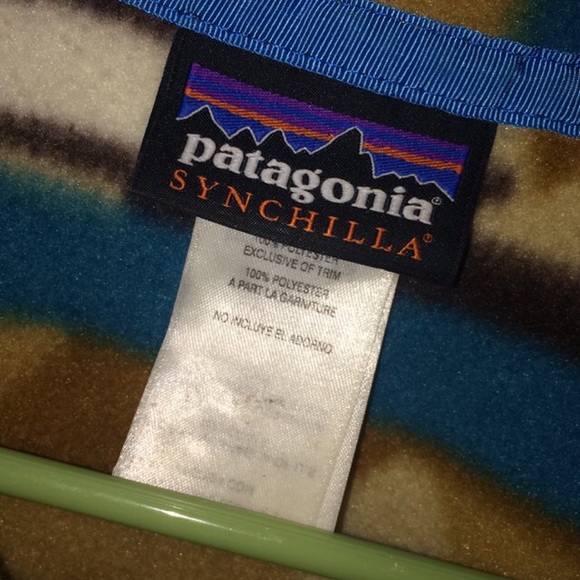 patagonia®
SYNCHILLA®
100% POLYESTER
EXCLUSIVE OF TRIM
100% POLYESTER
A PART LA GARNITURE
NO INCLUYE EL ADORNO